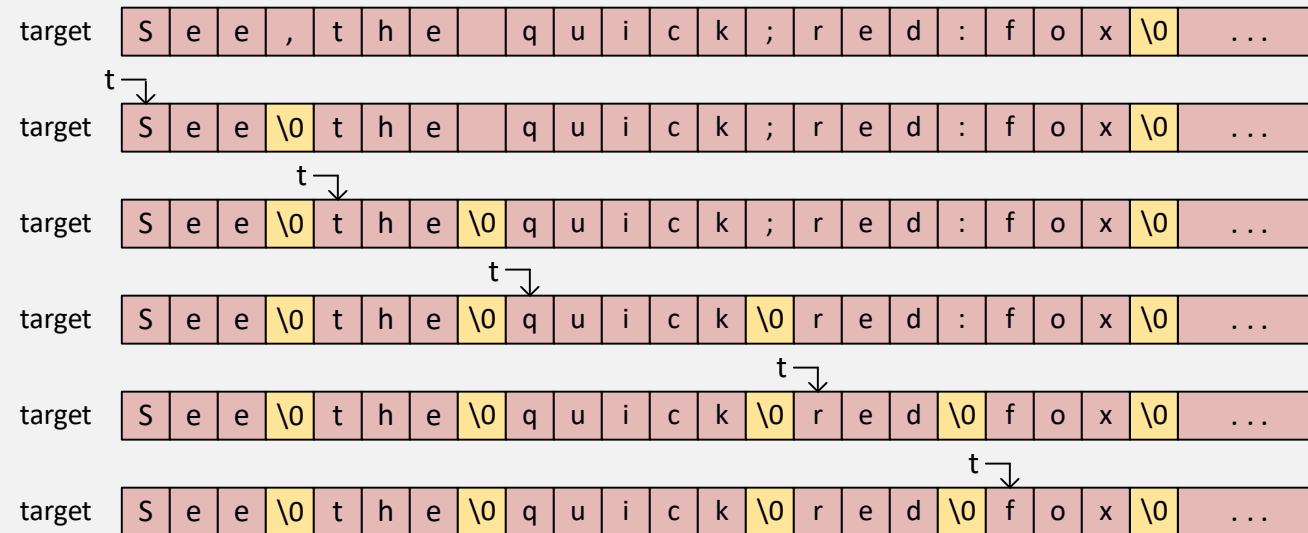 target S e e , t h e q u i c k ; r e d : f o x \0 ...
t
target S e e \0 t h e q u i c k ; r e d : f o x \0 ...
t
target S e e \0 t h e \0 q u i c k ; r e d : f o x \0 ...
t
target S e e \0 t h e \0 q u i c k \0 r e d : f o x \0 ...
t
target S e e \0 t h e \0 q u i c k \0 r e d \0 f o x \0 ...
t
target S e e \0 t h e \0 q u i c k \0 r e d \0 f o x \0 ...